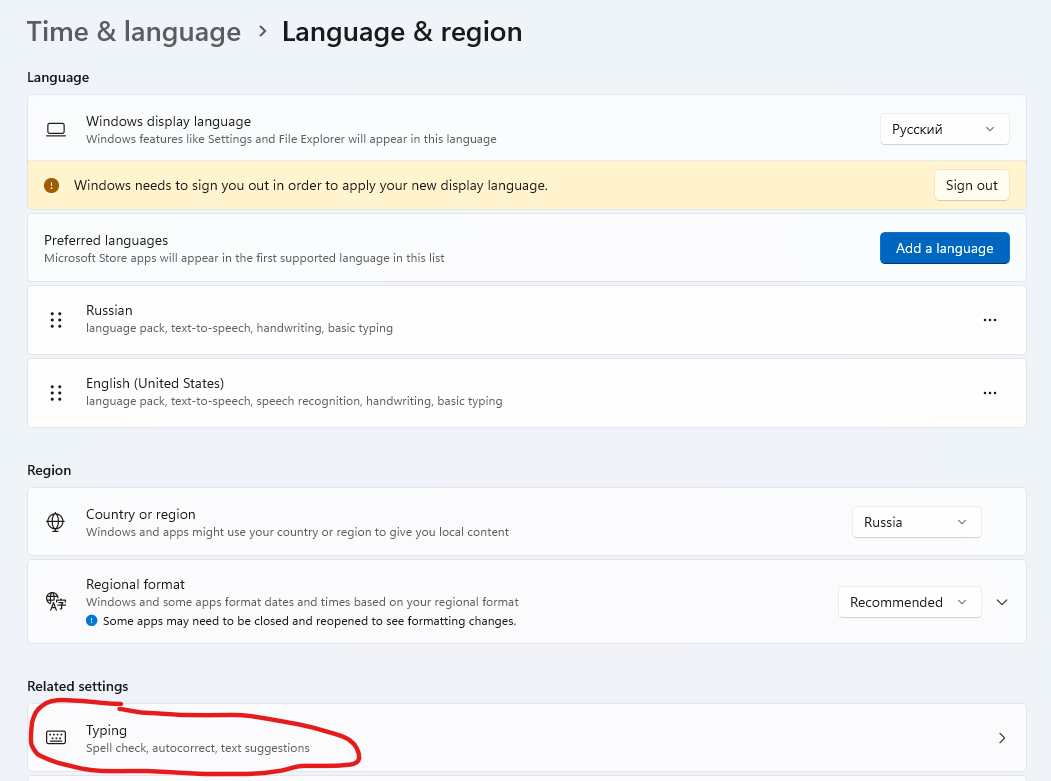 Time & language > Language & region
Language
Windows display language
Windows features like Settings and File Explorer will appear in this language
Русский
Windows needs to sign you out in order to apply your new display language.
Sign out
Preferred languages
Microsoft Store apps will appear in the first supported language in this list
Add a language
Russian
language pack, text-to-speech, handwriting, basic typing
English (United States)
language pack, text-to-speech, speech recognition, handwriting, basic typing
Region
Country or region
Windows and apps might use your country or region to give you local content
Russia
Regional format
Windows and some apps format dates and times based on your regional format
Some apps may need to be closed and reopened to see formatting changes.
Recommended
Related settings
Typing
Spell check, autocorrect, text suggestions